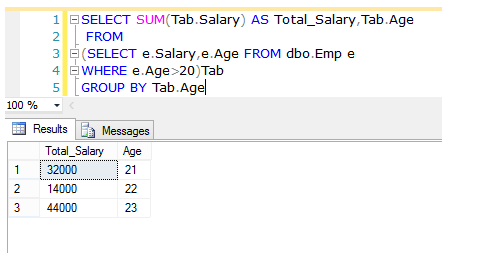 1 SELECT SUM(Tab.Salary) AS Total_Salary,Tab.Age
2 FROM
3 (SELECT e.Salary,e.Age FROM dbo.Emp e
4 WHERE e.Age>20)Tab
5 GROUP BY Tab.Age
100 %
Results Messages
Total_Salary Age
1 32000 21
2 14000 22
3 44000 23